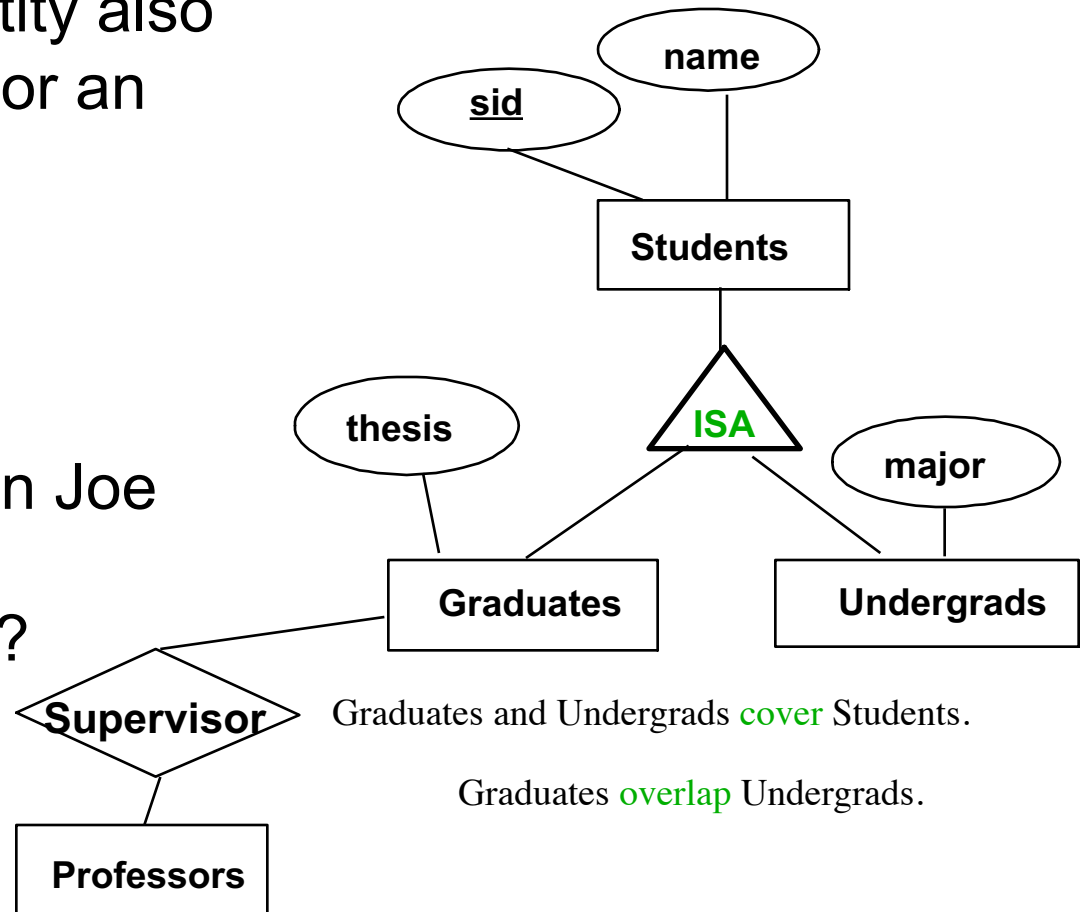 tity also
or an
n Joe
?
name
sid
Students
ISA
thesis
major
Graduates
Undergrads
Supervisor
Professors
Graduates and Undergrads cover Students.
Graduates overlap Undergrads.